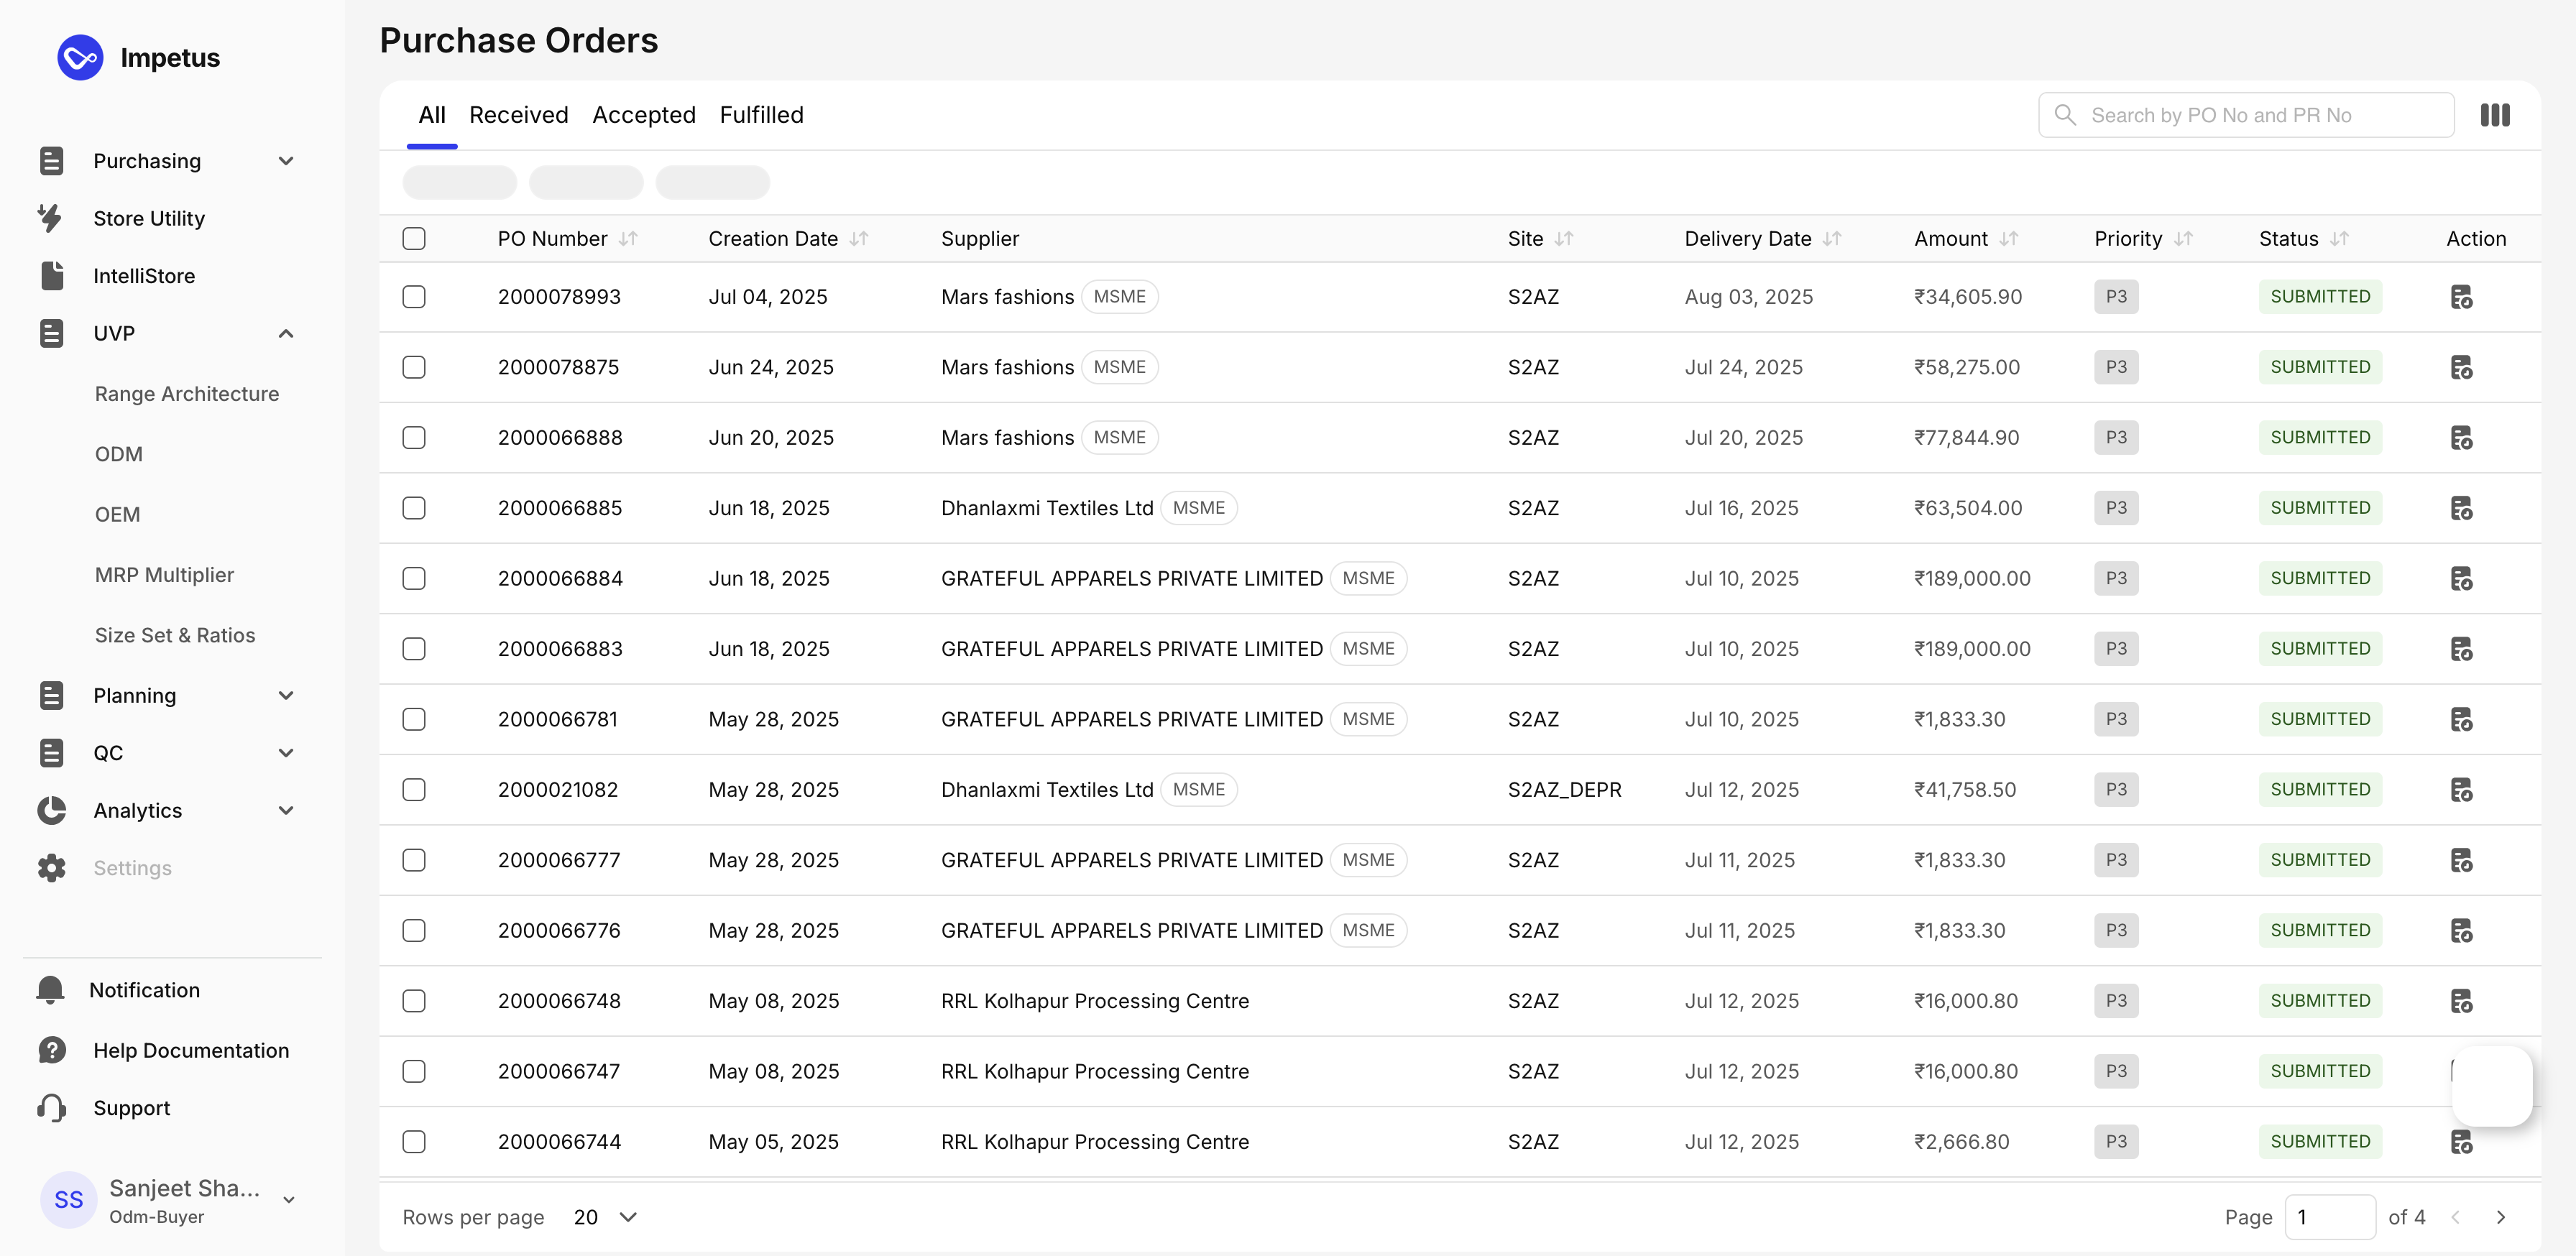 Impetus
Purchasing
Store Utility
IntelliStore
UVP
Range Architecture
ODM
OEM
MRP Multiplier
Size Set & Ratios
Planning
QC
Analytics
Settings
Notification
Help Documentation
Support
SS
Sanjeet Sha...
Odm-Buyer
Purchase Orders
All Received Accepted Fulfilled
Search by PO No and PR No
PO Number Creation Date Supplier Site Delivery Date Amount Priority Status Action
2000078993 Jul 04, 2025 Mars fashions MSME S2AZ Aug 03, 2025 ₹34,605.90 P3 SUBMITTED
2000078875 Jun 24, 2025 Mars fashions MSME S2AZ Jul 24, 2025 ₹58,275.00 P3 SUBMITTED
2000066888 Jun 20, 2025 Mars fashions MSME S2AZ Jul 20, 2025 ₹77,844.90 P3 SUBMITTED
2000066885 Jun 18, 2025 Dhanlaxmi Textiles Ltd MSME S2AZ Jul 16, 2025 ₹63,504.00 P3 SUBMITTED
2000066884 Jun 18, 2025 GRATEFUL APPARELS PRIVATE LIMITED MSME S2AZ Jul 10, 2025 ₹189,000.00 P3 SUBMITTED
2000066883 Jun 18, 2025 GRATEFUL APPARELS PRIVATE LIMITED MSME S2AZ Jul 10, 2025 ₹189,000.00 P3 SUBMITTED
2000066781 May 28, 2025 GRATEFUL APPARELS PRIVATE LIMITED MSME S2AZ Jul 10, 2025 ₹1,833.30 P3 SUBMITTED
2000021082 May 28, 2025 Dhanlaxmi Textiles Ltd MSME S2AZ_DEPR Jul 12, 2025 ₹41,758.50 P3 SUBMITTED
2000066777 May 28, 2025 GRATEFUL APPARELS PRIVATE LIMITED MSME S2AZ Jul 11, 2025 ₹1,833.30 P3 SUBMITTED
2000066776 May 28, 2025 GRATEFUL APPARELS PRIVATE LIMITED MSME S2AZ Jul 11, 2025 ₹1,833.30 P3 SUBMITTED
2000066748 May 08, 2025 RRL Kolhapur Processing Centre S2AZ Jul 12, 2025 ₹16,000.80 P3 SUBMITTED
2000066747 May 08, 2025 RRL Kolhapur Processing Centre S2AZ Jul 12, 2025 ₹16,000.80 P3 SUBMITTED
2000066744 May 05, 2025 RRL Kolhapur Processing Centre S2AZ Jul 12, 2025 ₹2,666.80 P3 SUBMITTED
Rows per page 20 Page 1 of 4